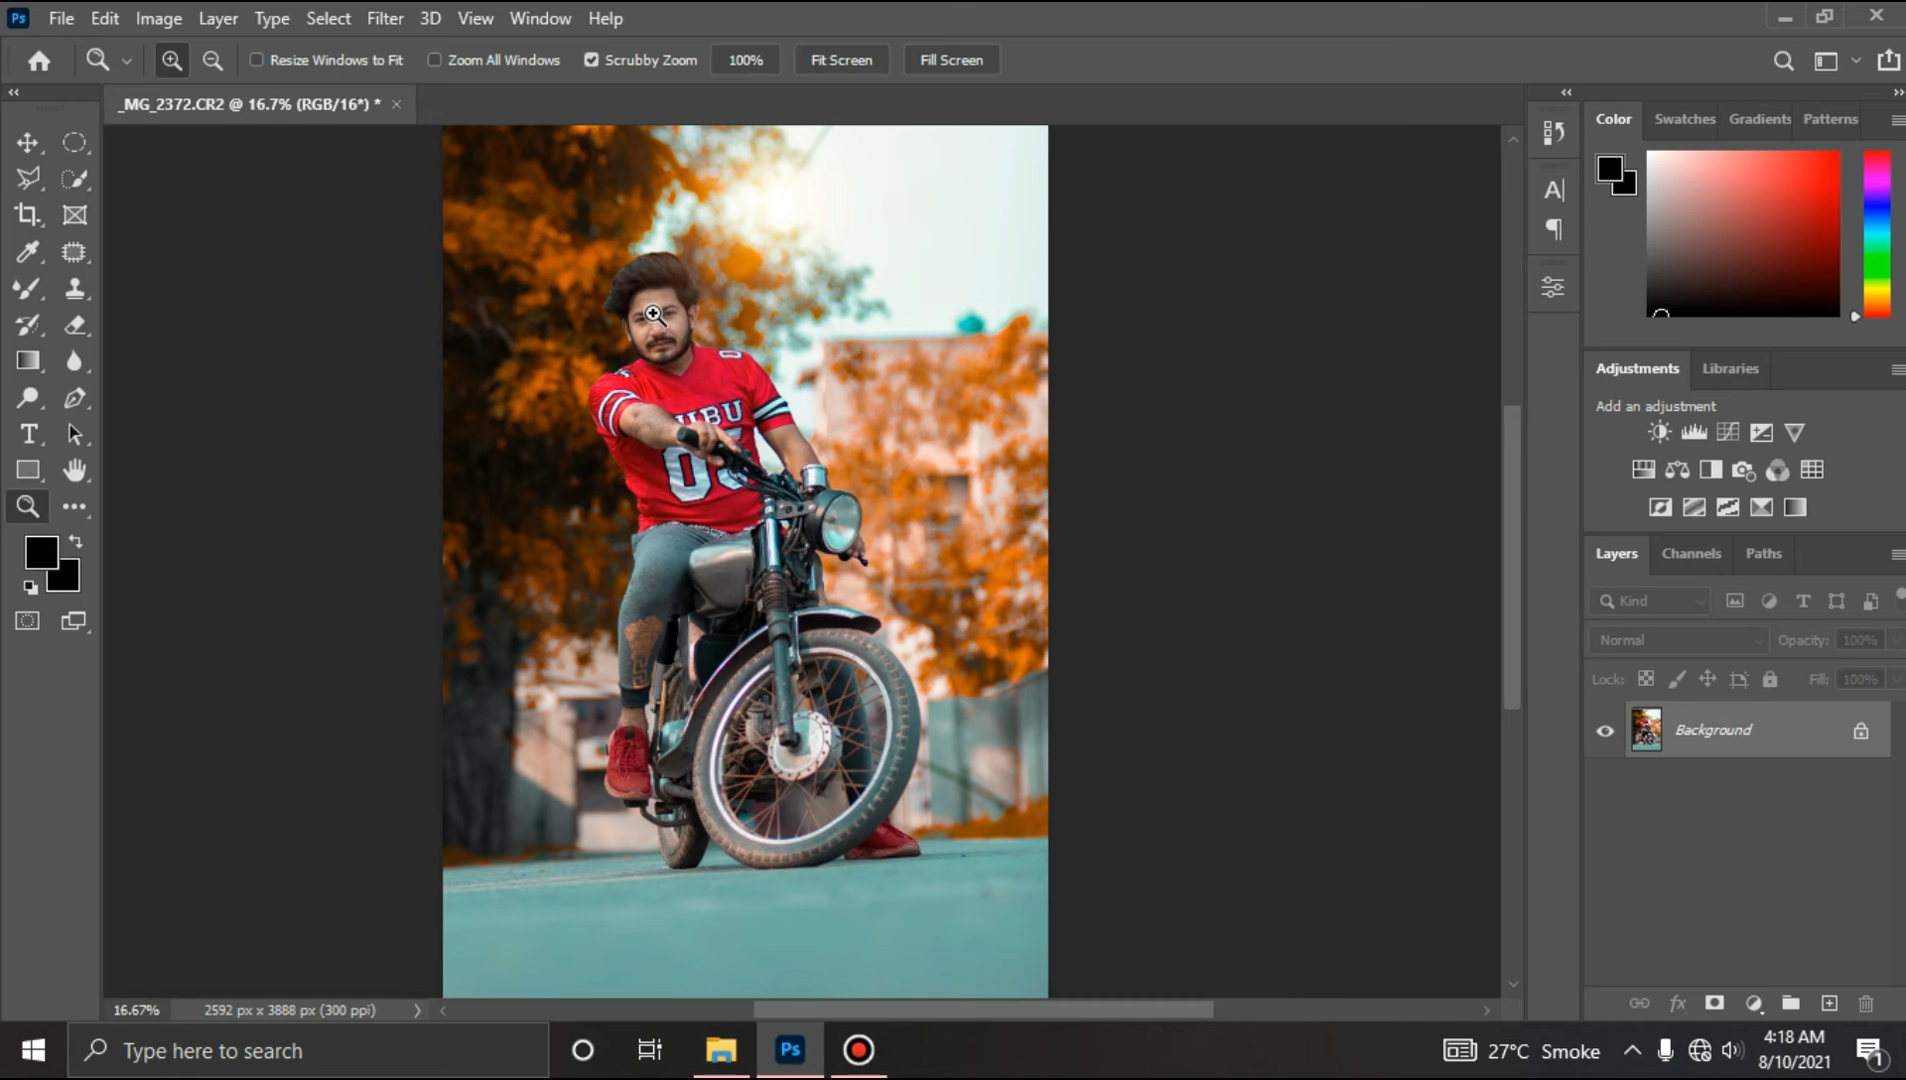 Ps File Edit Image Layer Type Select Filter 3D View Window Help
Resize Windows to Fit Zoom All Windows Scrubby Zoom 100% Fit Screen Fill Screen
_MG_2372.CR2 @ 16.7% (RGB/16*) *
Color Swatches Gradients Patterns
Adjustments Libraries
Add an adjustment
Layers Channels Paths
Kind
Normal Opacity: 100%
Lock: Fill: 100%
Background
16.67% 2592 px x 3888 px (300 ppi)
Type here to search
Ps
27°C Smoke
4:18 AM
8/10/2021
1